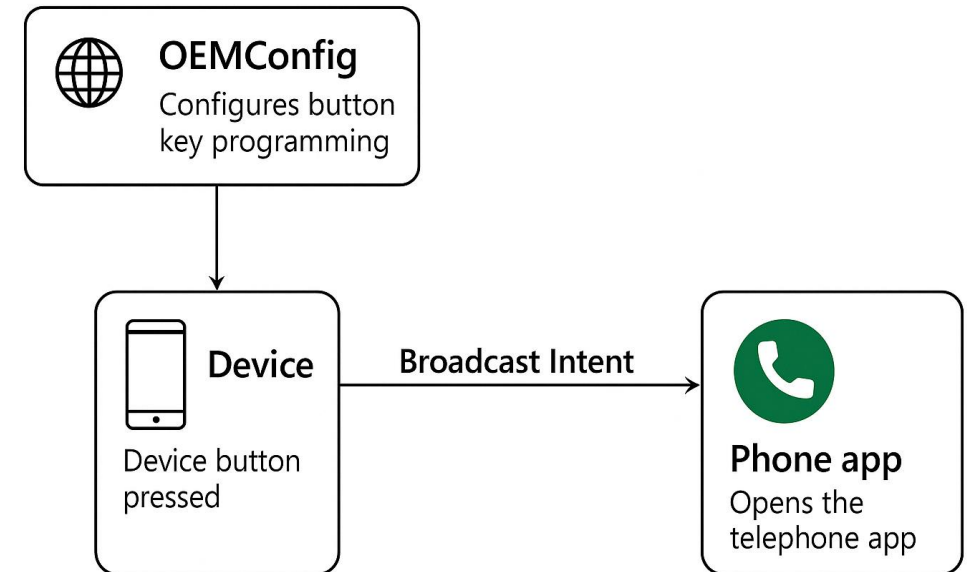 OEMConfig
Configures button
key programming
Device
Device button
pressed
Broadcast Intent
Phone app
Opens the
telephone app